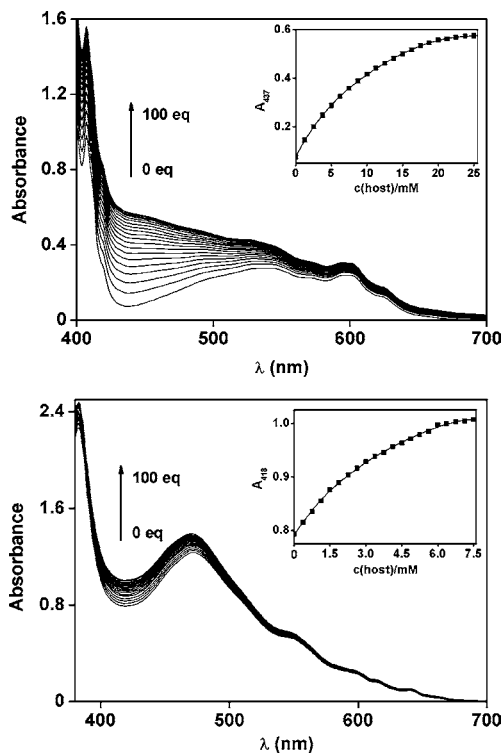 1.6
1.2
0.8
0.4
0
Absorbance
100 eq
0 eq
0.6
0.4
0.2
A437
0 5 10 15 20 25
c(host)/mM
400 500 600 700
λ (nm)
2.4
1.6
0.8
0
Absorbance
100 eq
0 eq
1.0
0.9
0.8
A418
0 1.5 3.0 4.5 6.0 7.5
c(host)/mM
400 500 600 700
λ (nm)